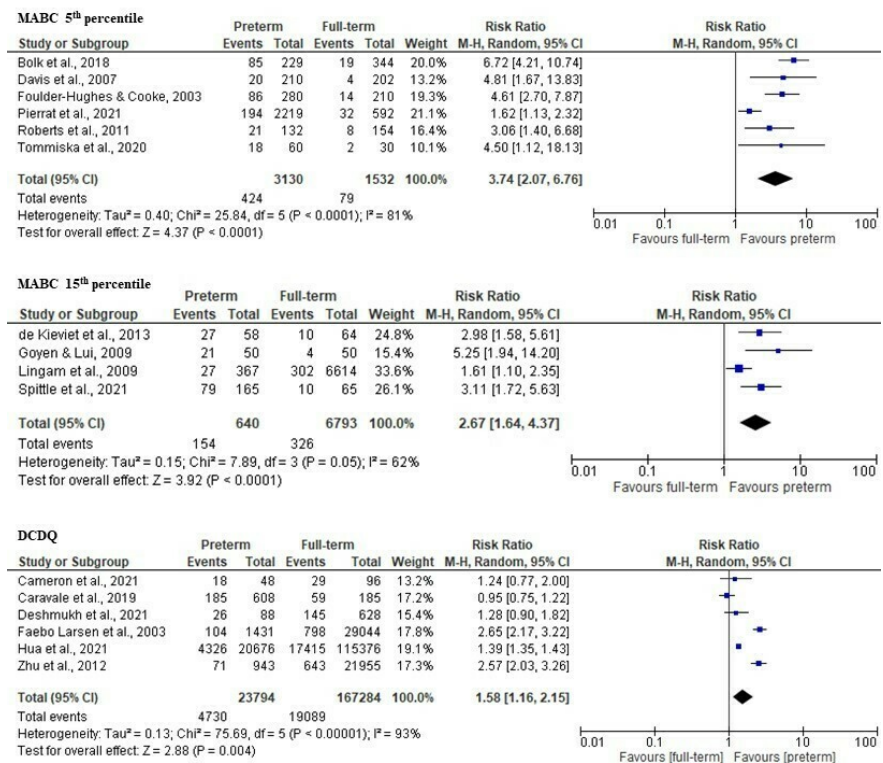 MABC 5th percentile
Preterm Full-term Risk Ratio Risk Ratio
Study or Subgroup Events Total Events Total Weight M-H, Random, 95% CI M-H, Random, 95% CI
Bolk et al., 2018 85 229 19 344 20.0% 6.72 [4.21, 10.74]
Davis et al., 2007 20 210 4 202 13.2% 4.81 [1.67, 13.83]
Foulder-Hughes & Cooke, 2003 86 280 14 210 19.3% 4.61 [2.70, 7.87]
Pierrat et al., 2021 194 2219 32 592 21.1% 1.62 [1.13, 2.32]
Roberts et al., 2011 21 132 8 154 16.4% 3.06 [1.40, 6.68]
Tommiska et al., 2020 18 60 2 30 10.1% 4.50 [1.12, 18.13]
Total (95% CI) 3130 1532 100.0% 3.74 [2.07, 6.76]
Total events 424 79
Heterogeneity: Tau² = 0.40; Chi² = 25.84, df = 5 (P < 0.0001); I² = 81%
Test for overall effect: Z = 4.37 (P < 0.0001)
0.01 0.1 1 10 100
Favours full-term Favours preterm
MABC 15th percentile
Preterm Full-term Risk Ratio Risk Ratio
Study or Subgroup Events Total Events Total Weight M-H, Random, 95% CI M-H, Random, 95% CI
de Kieviet et al., 2013 27 58 10 64 24.8% 2.98 [1.58, 5.61]
Goyen & Lui, 2009 21 50 4 50 15.4% 5.25 [1.94, 14.20]
Lingam et al., 2009 27 367 302 6614 33.6% 1.61 [1.10, 2.35]
Spittle et al., 2021 79 165 10 65 26.1% 3.11 [1.72, 5.63]
Total (95% CI) 640 6793 100.0% 2.67 [1.64, 4.37]
Total events 154 326
Heterogeneity: Tau² = 0.15; Chi² = 7.89, df = 3 (P = 0.05); I² = 62%
Test for overall effect: Z = 3.92 (P < 0.0001)
0.01 0.1 1 10 100
Favours full-term Favours preterm
DCDQ
Preterm Full-term Risk Ratio Risk Ratio
Study or Subgroup Events Total Events Total Weight M-H, Random, 95% CI M-H, Random, 95% CI
Cameron et al., 2021 18 48 29 96 13.2% 1.24 [0.77, 2.00]
Caravale et al., 2019 185 608 59 185 17.2% 0.95 [0.75, 1.22]
Deshmukh et al., 2021 26 88 145 628 15.4% 1.28 [0.90, 1.82]
Faebo Larsen et al., 2003 104 1431 798 29044 17.8% 2.65 [2.17, 3.22]
Hua et al., 2021 4326 20676 17415 115376 19.1% 1.39 [1.35, 1.43]
Zhu et al., 2012 71 943 643 21955 17.3% 2.57 [2.03, 3.26]
Total (95% CI) 23794 167284 100.0% 1.58 [1.16, 2.15]
Total events 4730 19089
Heterogeneity: Tau² = 0.13; Chi² = 75.69, df = 5 (P < 0.00001); I² = 93%
Test for overall effect: Z = 2.88 (P = 0.004)
0.01 0.1 1 10 100
Favours [full-term] Favours [preterm]